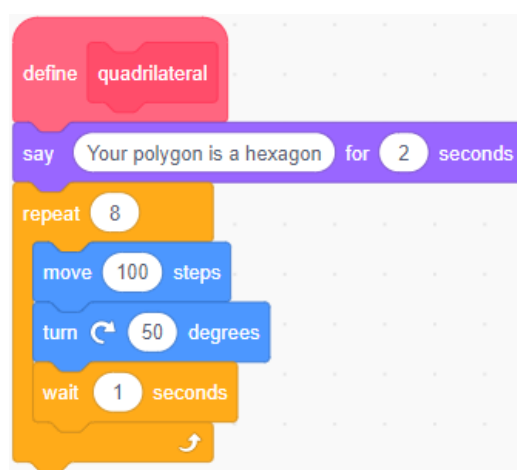 define quadrilateral
say Your polygon is a hexagon for 2 seconds
repeat 8
move 100 steps
turn 50 degrees
wait 1 seconds